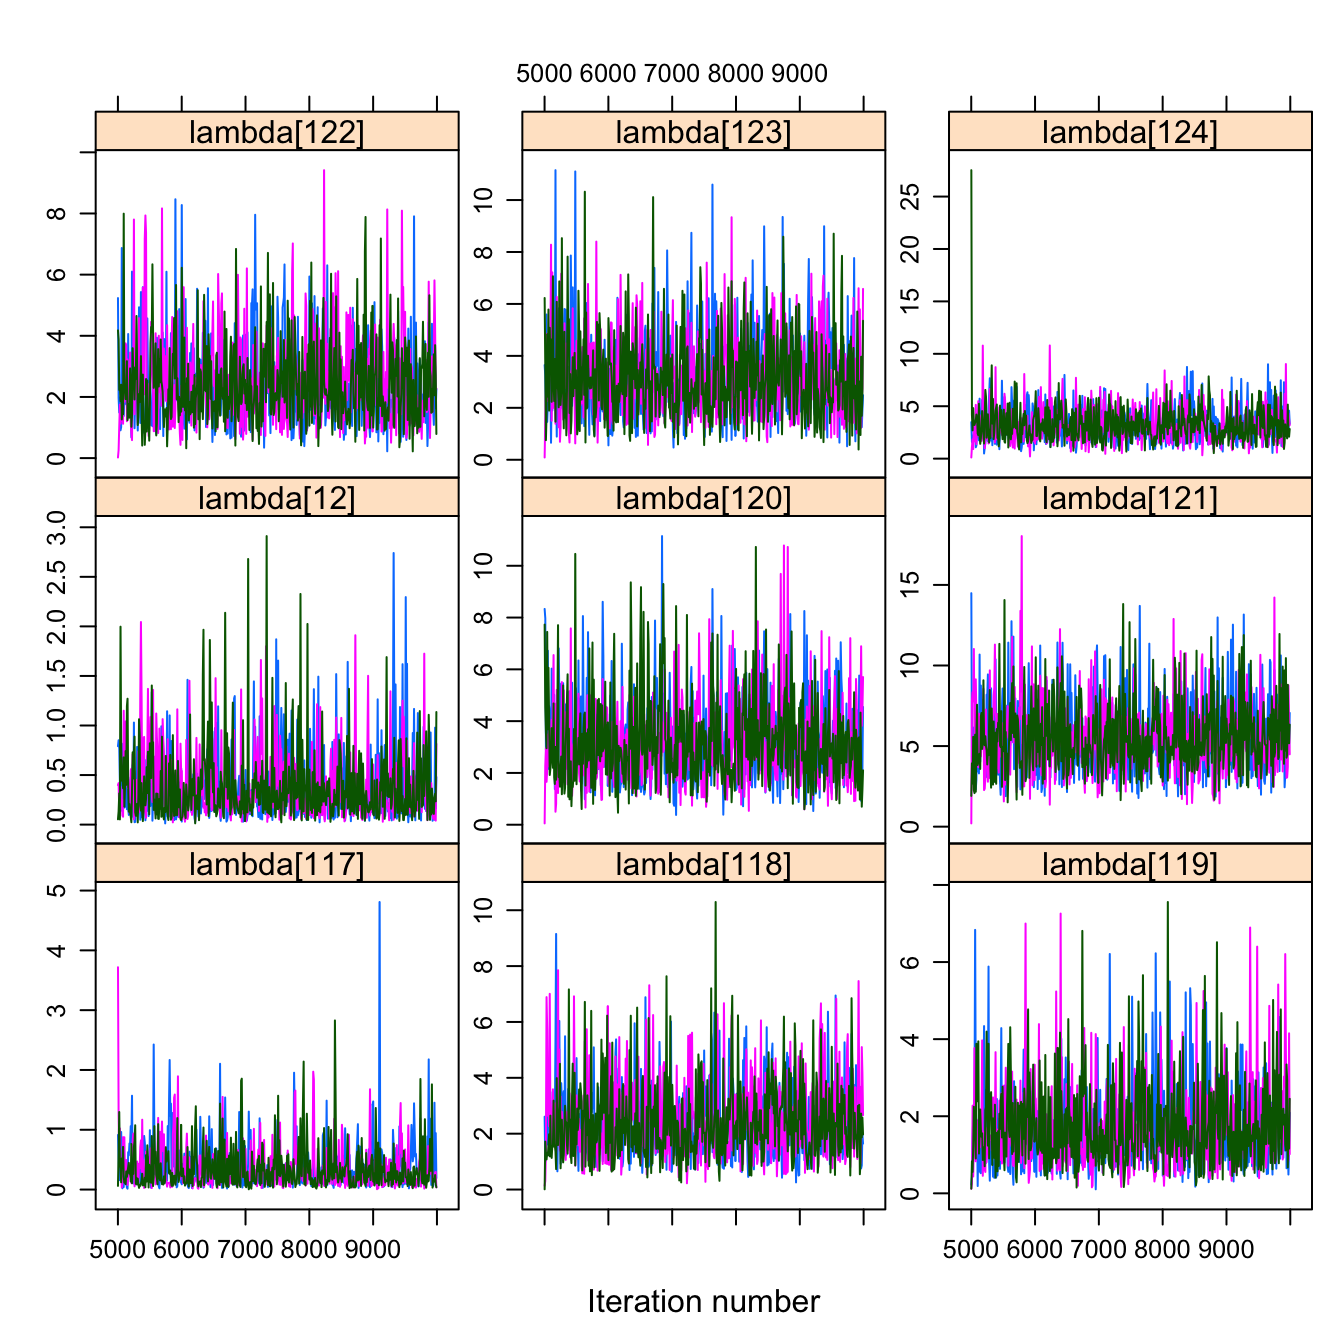 5000 6000 7000 8000 9000
lambda[122] lambda[123] lambda[124]
0 2 4 6 8
0 2 4 6 8 10
0 5 10 15 20 25
lambda[12] lambda[120] lambda[121]
0.0 0.5 1.0 1.5 2.0 2.5 3.0
0 2 4 6 8 10
0 5 10 15
lambda[117] lambda[118] lambda[119]
0 1 2 3 4 5
0 2 4 6 8 10
0 2 4 6
5000 6000 7000 8000 9000 5000 6000 7000 8000 9000
Iteration number